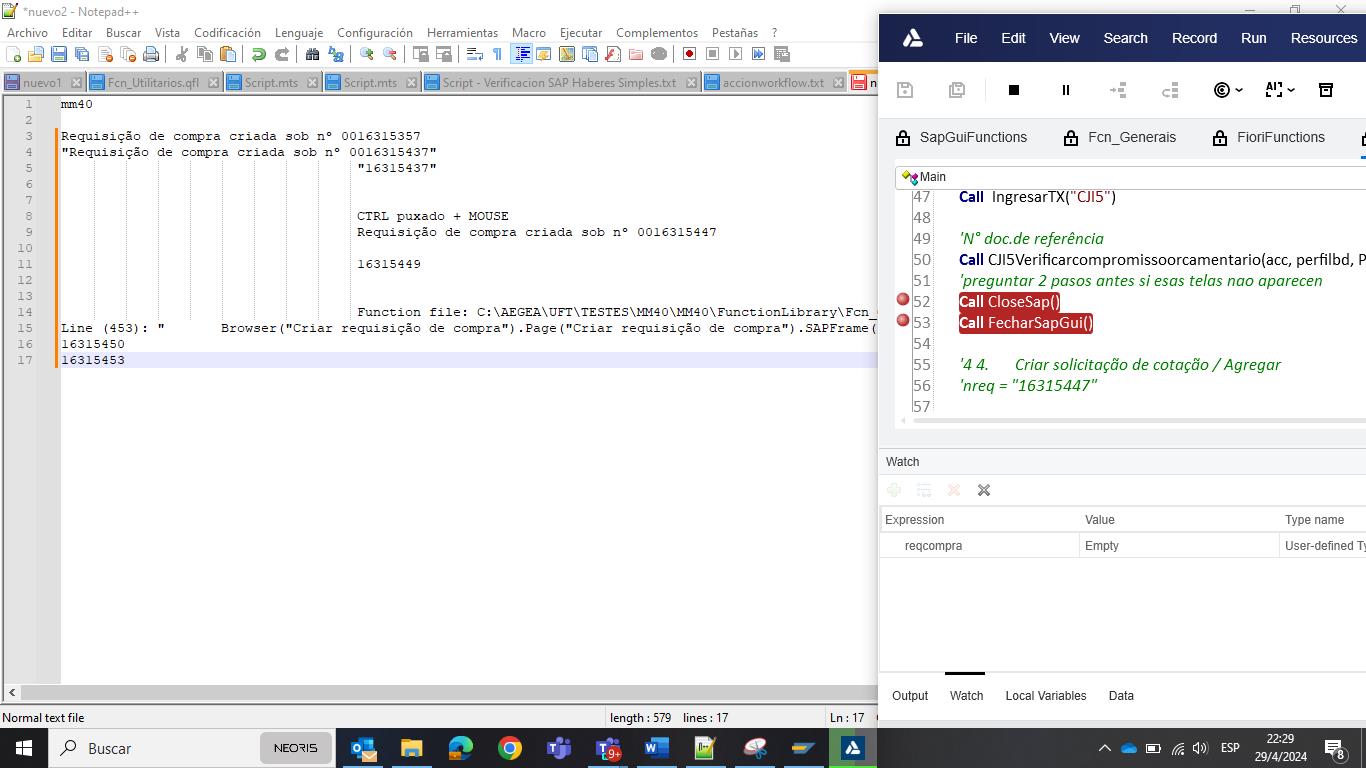 *nuevo2 - Notepad++
Archivo Editar Buscar Vista Codificación Lenguaje Configuración Herramientas Macro Ejecutar Complementos Pestañas ?
nuevo1 Fcn_Utilitarios.qfl Script.mts Script.mts Script - Verificacion SAP Haberes Simples.txt accionworkflow.txt n
1 mm40
2
3 Requisição de compra criada sob nº 0016315357
4 "Requisição de compra criada sob nº 0016315437"
5 "16315437"
6
7
8 CTRL puxado + MOUSE
9 Requisição de compra criada sob nº 0016315447
10
11 16315449
12
13
14 Function file: C:\AEGEA\UFT\TESTES\MM40\MM40\FunctionLibrary\Fcn_
15 Line (453): " Browser("Criar requisição de compra").Page("Criar requisição de compra").SAPFrame(
16 16315450
17 16315453
Normal text file length : 579 lines : 17 Ln : 17
File Edit View Search Record Run Resources
SapGuiFunctions Fcn_Generais FioriFunctions
Main
47 Call IngresarTX("CJI5")
48
49 'N° doc.de referência
50 Call CJI5Verificarcompromissoorcamentario(acc, perfilbd, P
51 'preguntar 2 pasos antes si esas telas nao aparecen
52 Call CloseSap()
53 Call FecharSapGui()
54
55 '4 4. Criar solicitação de cotação / Agregar
56 'nreq = "16315447"
57
Watch
Expression Value Type name
reqcompra Empty User-defined Ty
Output Watch Local Variables Data
Buscar NEORIS 9+ ESP 22:29
29/4/2024 8